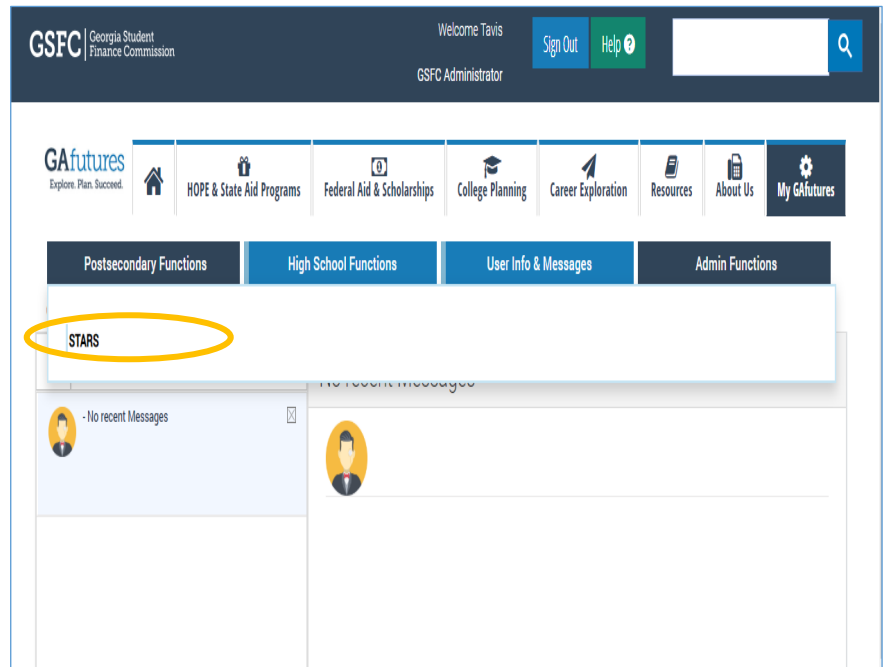 GSFC Georgia Student
Finance Commission
Welcome Tavis
GSFC Administrator
Sign Out
Help ?
GAfutures
Explore. Plan. Succeed.
HOPE & State Aid Programs
Federal Aid & Scholarships
College Planning
Career Exploration
Resources
About Us
My GAfutures
Postsecondary Functions
High School Functions
User Info & Messages
Admin Functions
STARS
No recent Messages
- No recent Messages